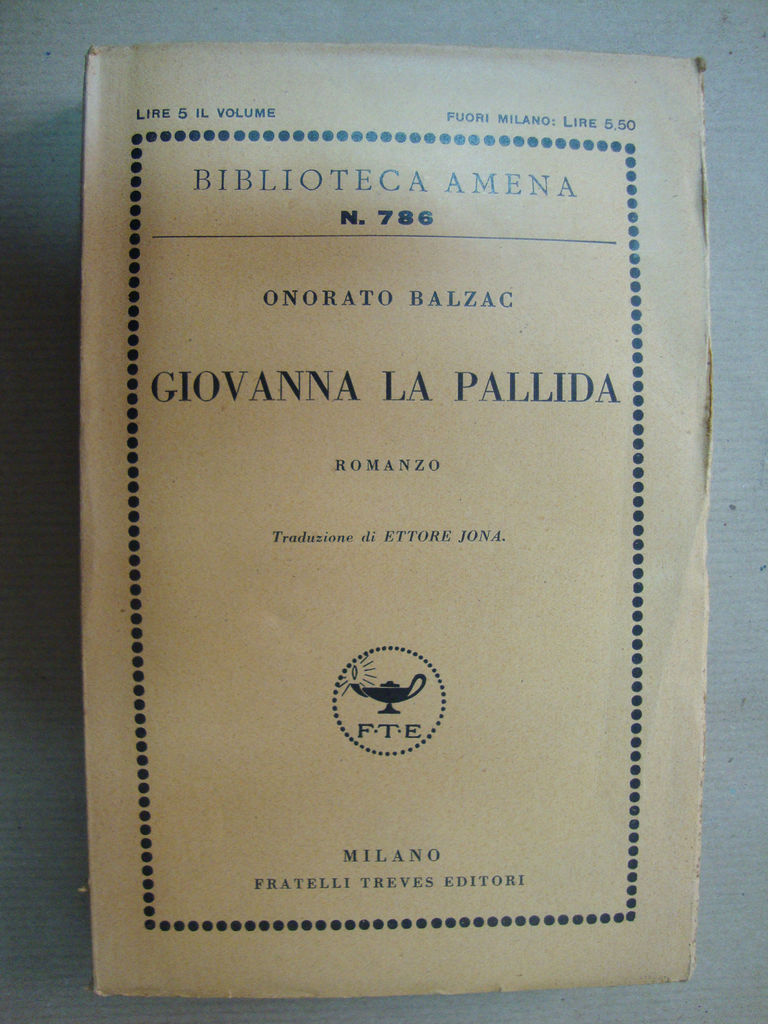 LIRE 5 IL VOLUME FUORI MILANO: LIRE 5,50
BIBLIOTECA AMENA
N. 786
ONORATO BALZAC
GIOVANNA LA PALLIDA
ROMANZO
Traduzione di ETTORE JONA.
F·T·E
MILANO
FRATELLI TREVES EDITORI